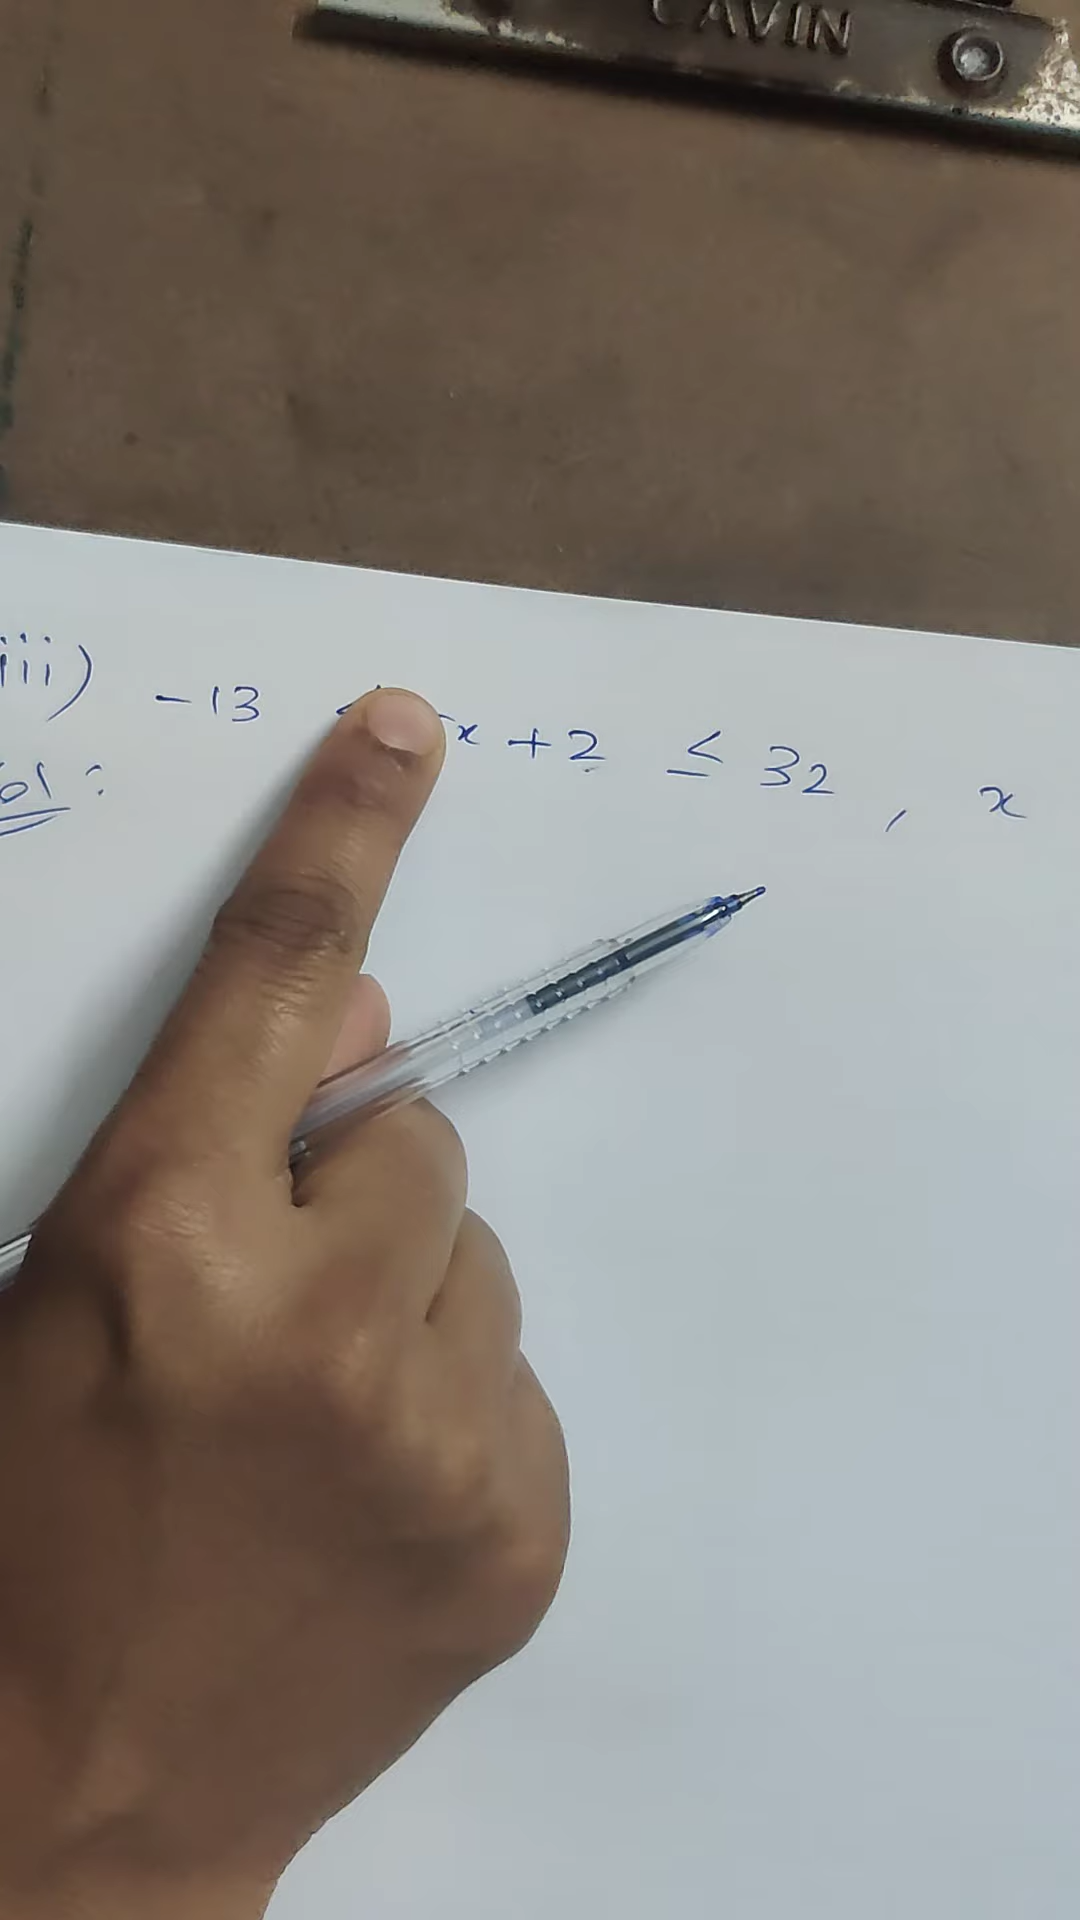 CAVIN
iii) -13 < x + 2 ≤ 32 , x
ol :